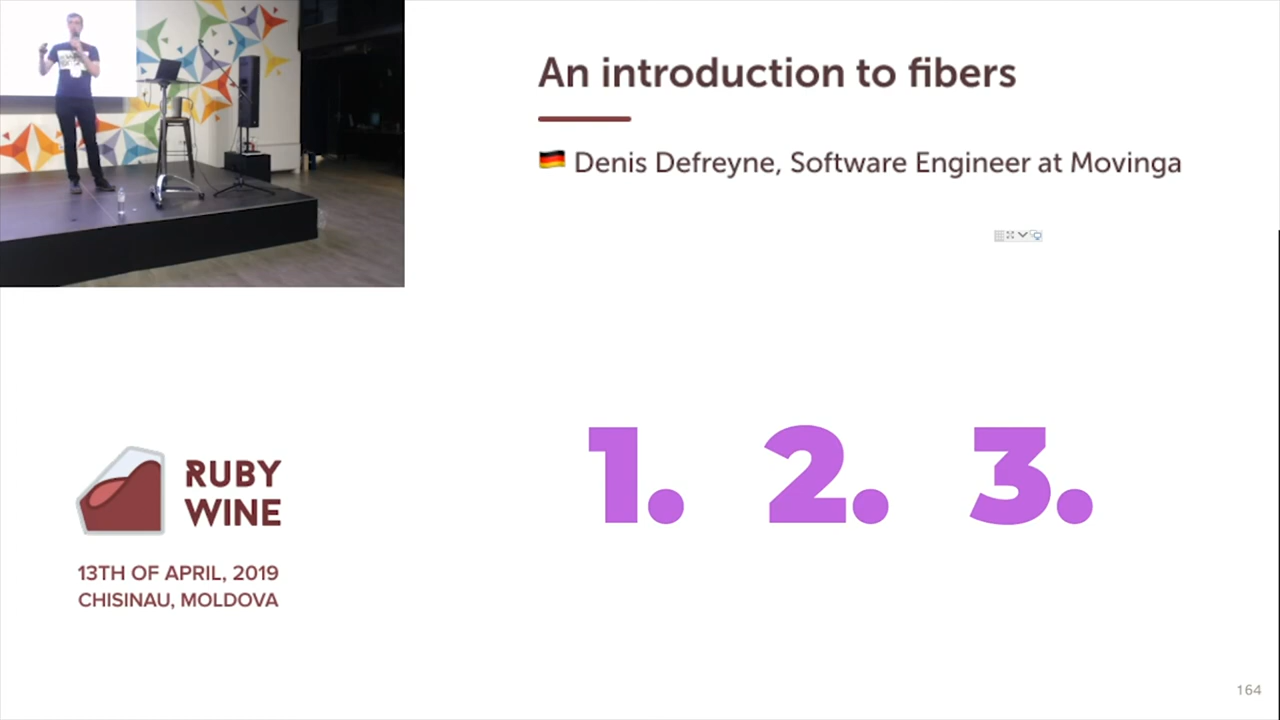 An introduction to fibers
🇩🇪 Denis Defreyne, Software Engineer at Movinga
1. 2. 3.
RUBY
WINE
13TH OF APRIL, 2019
CHISINAU, MOLDOVA
164